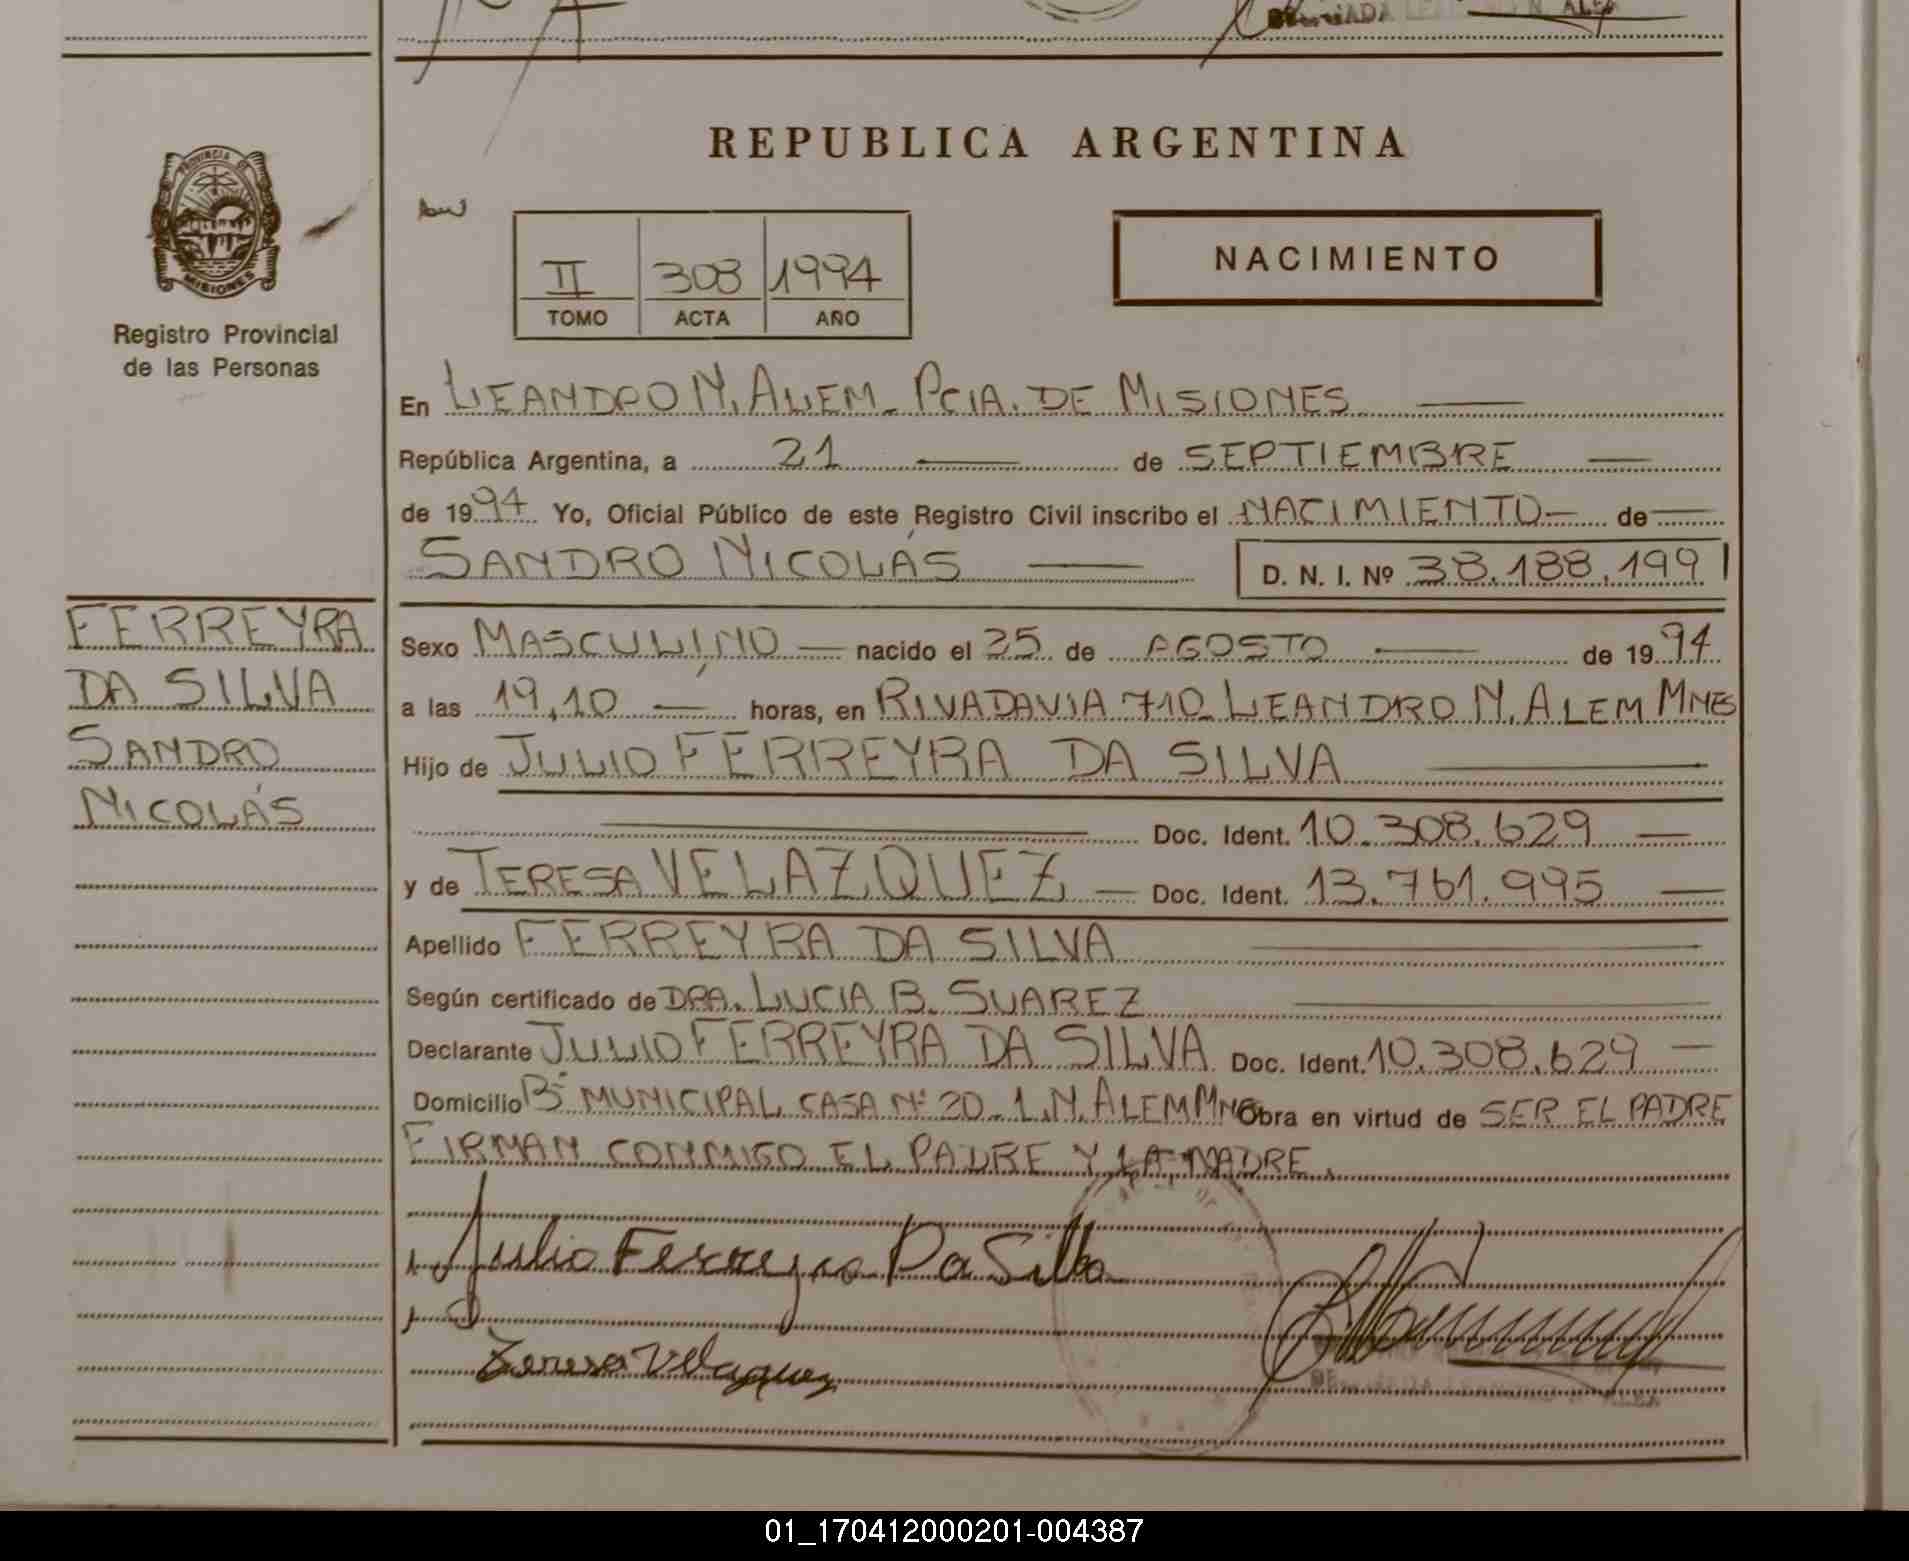 REPUBLICA ARGENTINA
PROVINCIA DE
MISIONES
Registro Provincial
de las Personas
II 308 1994
TOMO ACTA AÑO
NACIMIENTO
En LEANDRO N. ALEM - PCIA. DE MISIONES
República Argentina, a 21 de SEPTIEMBRE
de 1994 Yo, Oficial Público de este Registro Civil inscribo el NACIMIENTO de
SANDRO NICOLÁS D. N. I. Nº 38.188.199
FERREYRA
DA SILVA
SANDRO
NICOLÁS
Sexo MASCULINO nacido el 25 de AGOSTO de 1994
a las 19,10 horas, en RIVADAVIA 710 - LEANDRO N. ALEM MNES
Hijo de JULIO FERREYRA DA SILVA
Doc. Ident. 10.308.629
y de TERESA VELAZQUEZ Doc. Ident. 13.761.995
Apellido FERREYRA DA SILVA
Según certificado de DRA. LUCIA B. SUAREZ
Declarante JULIO FERREYRA DA SILVA Doc. Ident. 10.308.629
Domicilio Bº MUNICIPAL CASA Nº 20 - L.N. ALEM MNES Obra en virtud de SER EL PADRE
FIRMAN CONMIGO EL PADRE Y LA MADRE.
Julio Ferreyra Da Silba
Teresa Velazquez
01_170412000201-004387